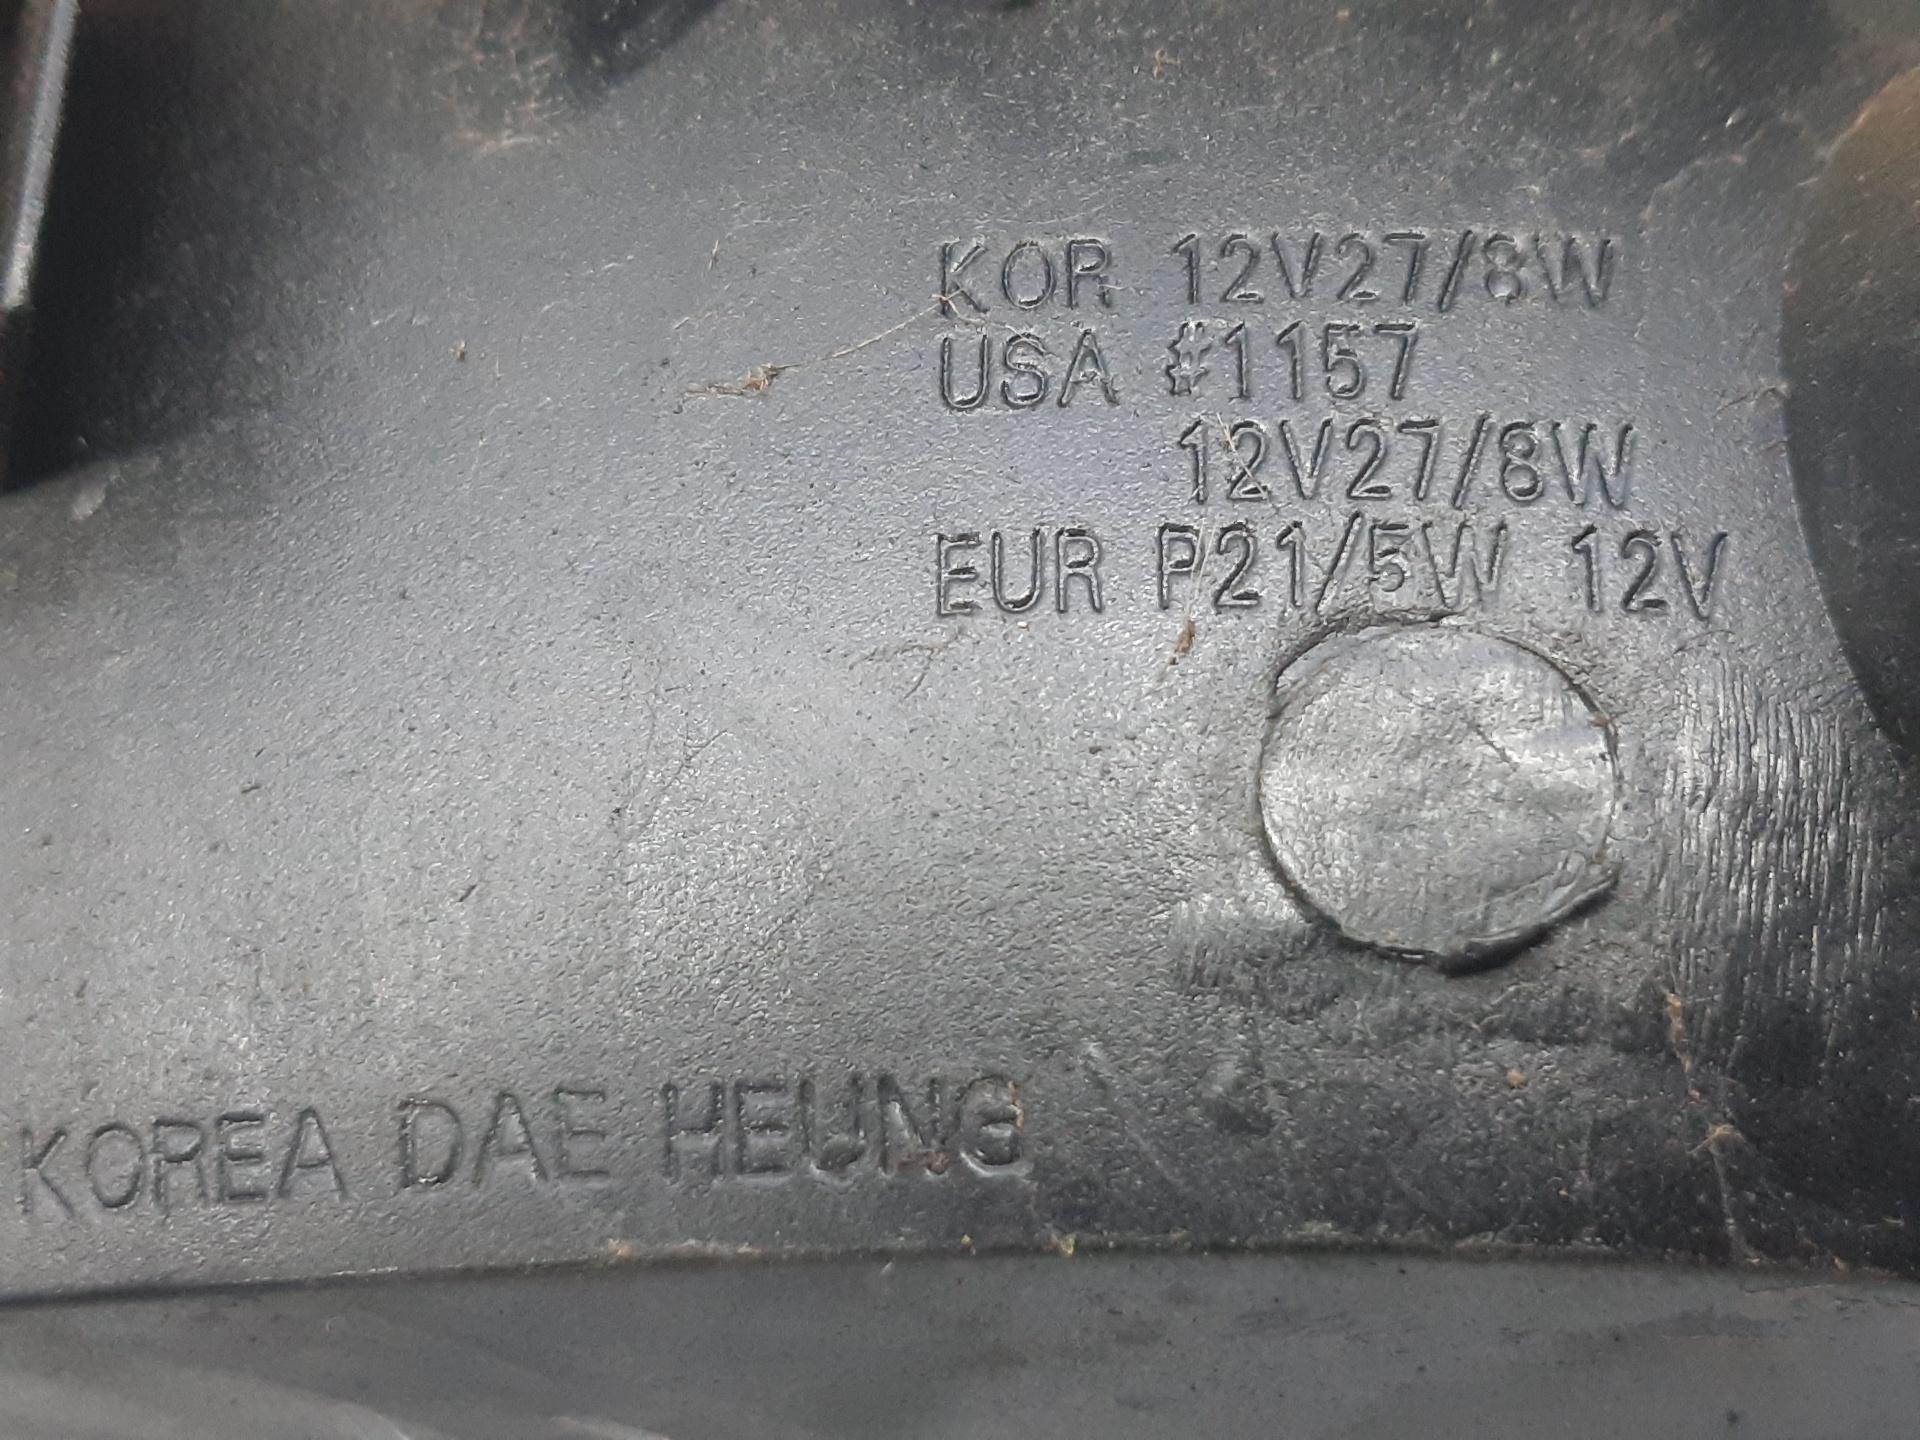 KOR 12V27/8W
USA #1157
12V27/8W
EUR P21/5W 12V
KOREA DAE HEUNG